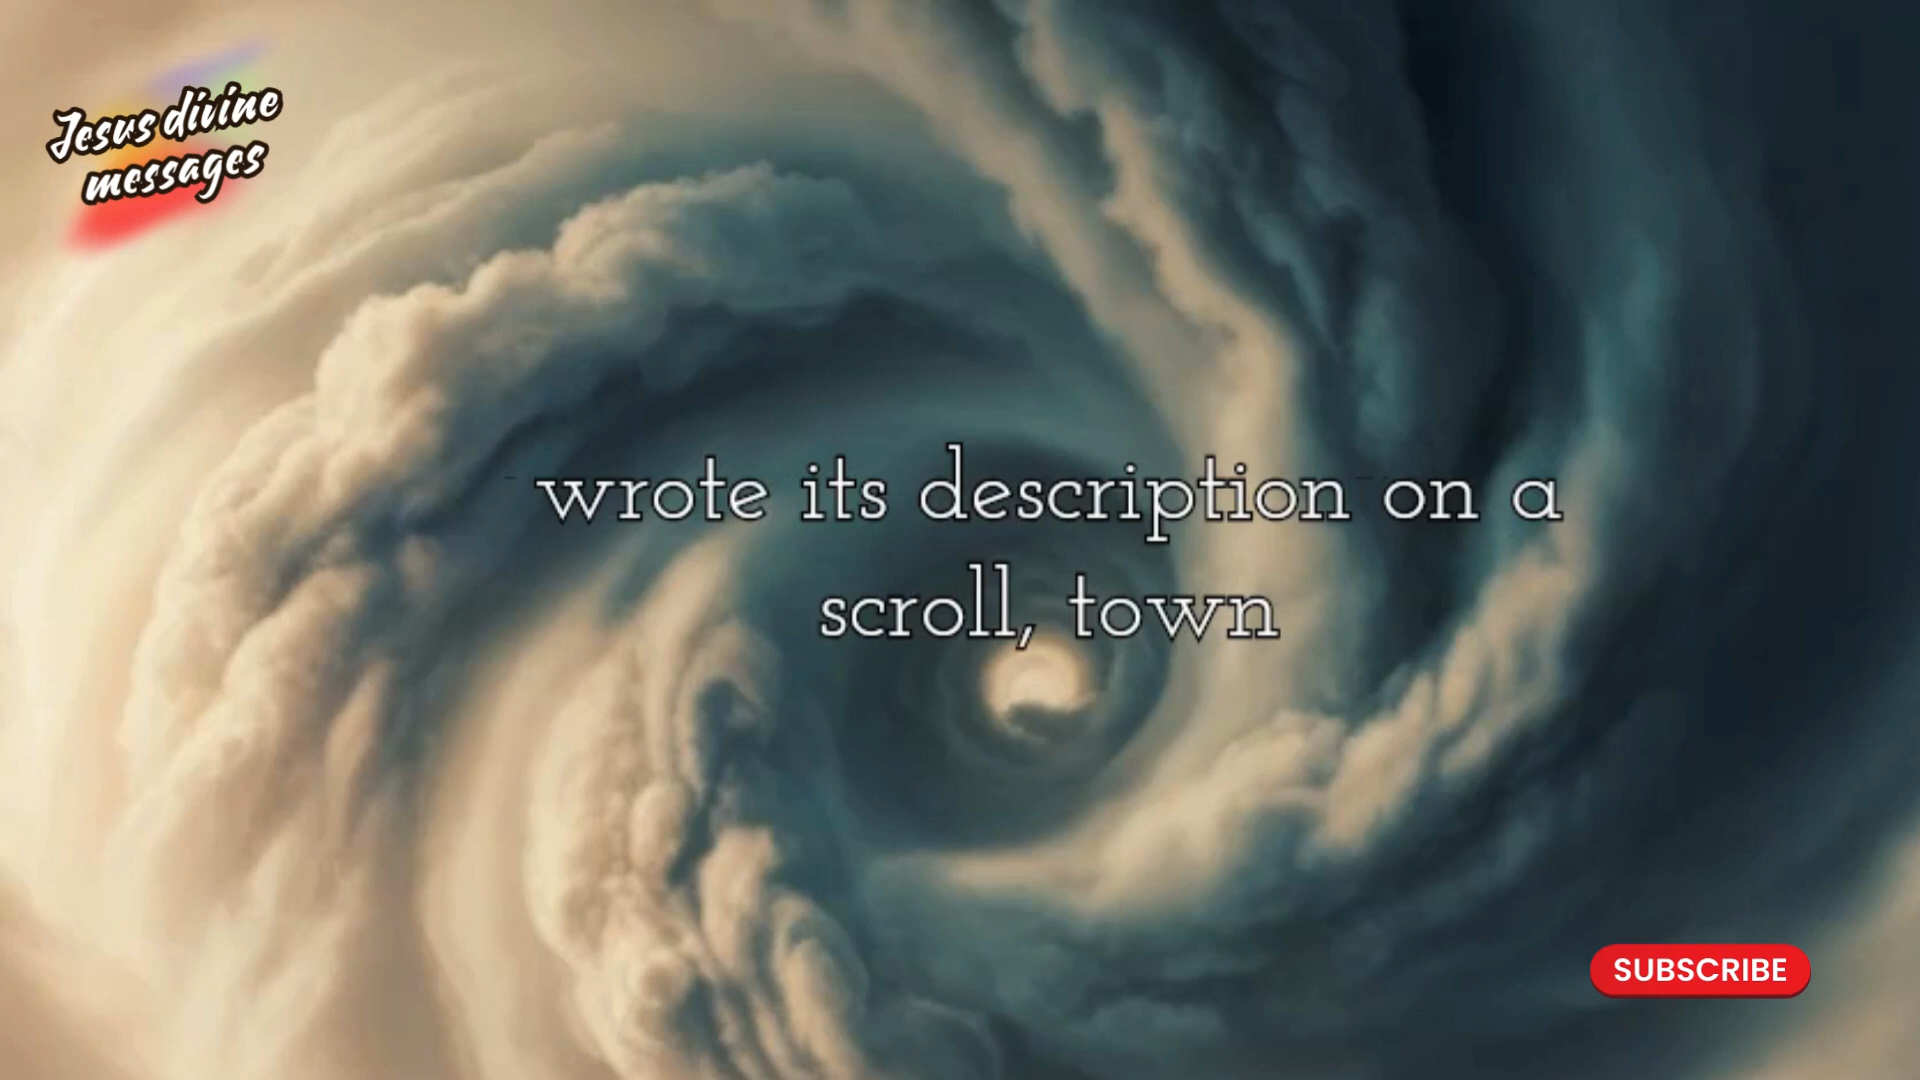 Jesus divine
messages
wrote its description on a
scroll, town
SUBSCRIBE